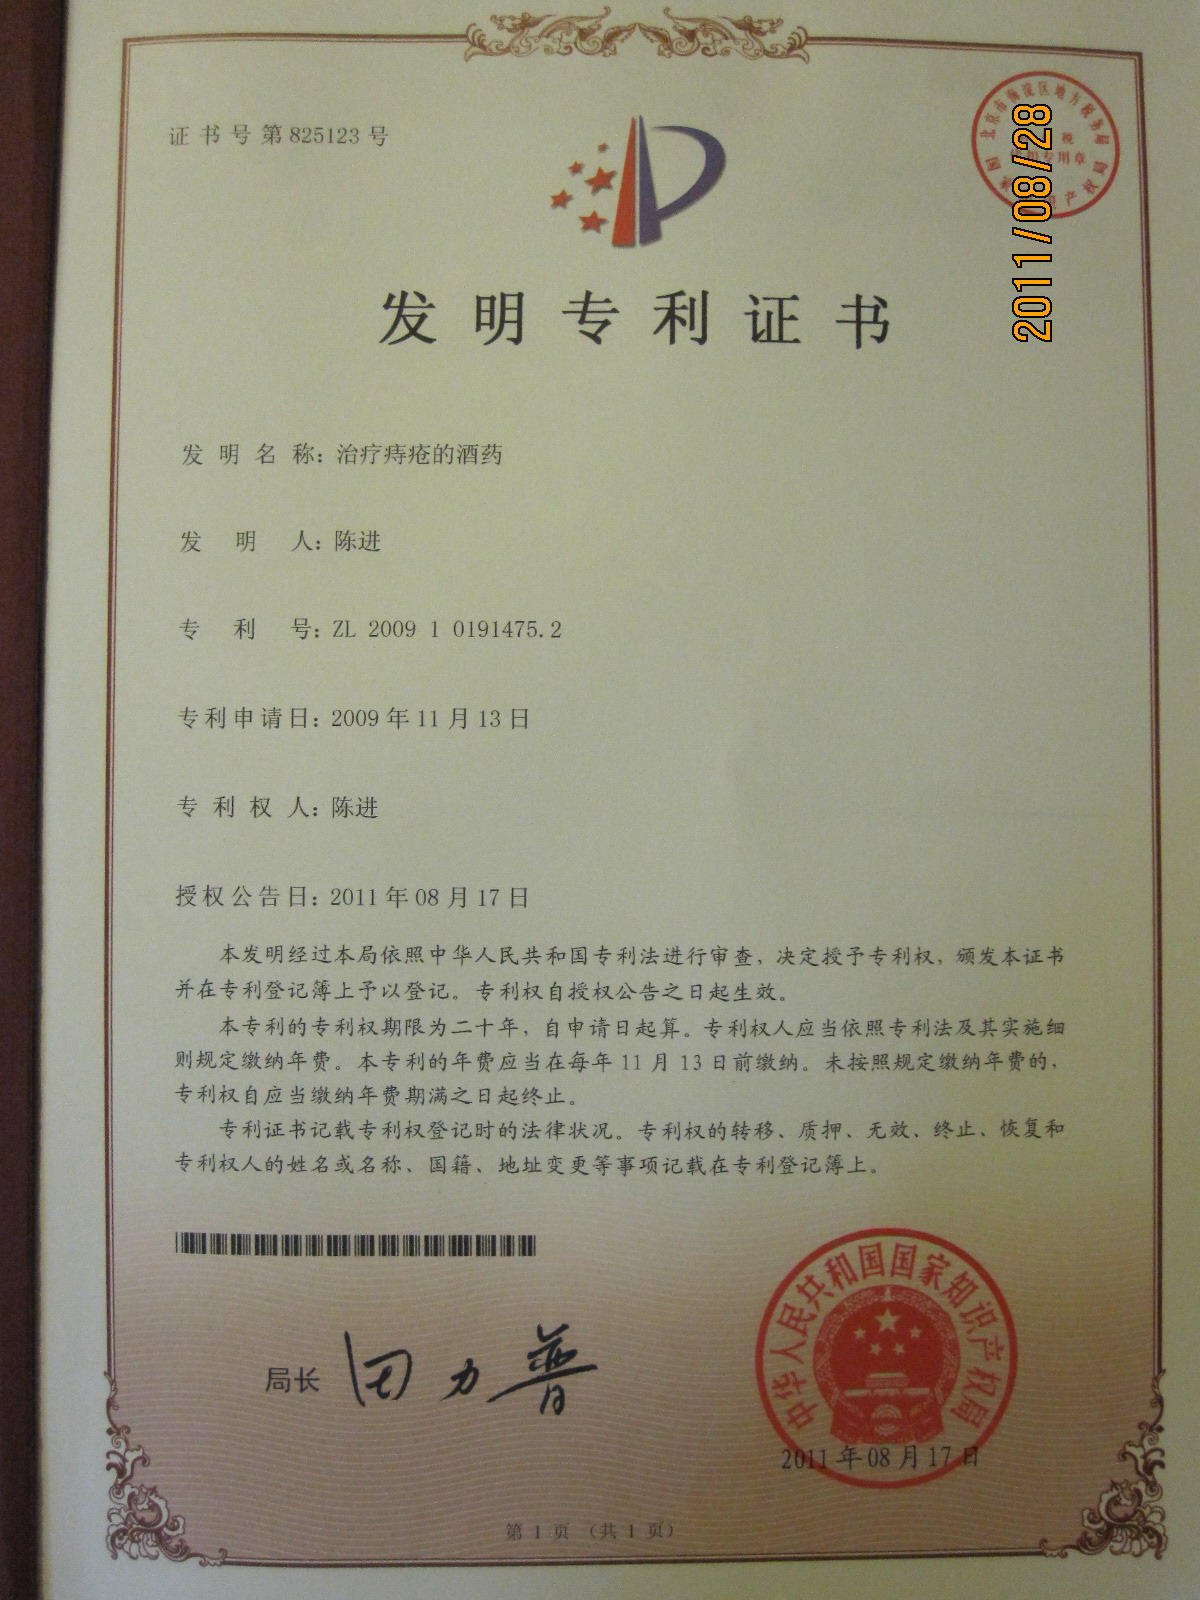 证书号第825123号
北京市海淀区地方税务局
2011/08/28
发明专利证书
发明名称：治疗痔疮的酒药
发明人：陈进
专利号：ZL 2009 1 0191475.2
专利申请日：2009年11月13日
专利权人：陈进
授权公告日：2011年08月17日
本发明经过本局依照中华人民共和国专利法进行审查，决定授予专利权，颁发本证书
并在专利登记簿上予以登记。专利权自授权公告之日起生效。
本专利的专利权期限为二十年，自申请日起算。专利权人应当依照专利法及其实施细
则规定缴纳年费。本专利的年费应当在每年11月13日前缴纳。未按照规定缴纳年费的，
专利权自应当缴纳年费期满之日起终止。
专利证书记载专利权登记时的法律状况。专利权的转移、质押、无效、终止、恢复和
专利权人的姓名或名称、国籍、地址变更等事项记载在专利登记簿上。
局长 田力普
中华人民共和国国家知识产权局
2011年08月17日
第1页（共1页）